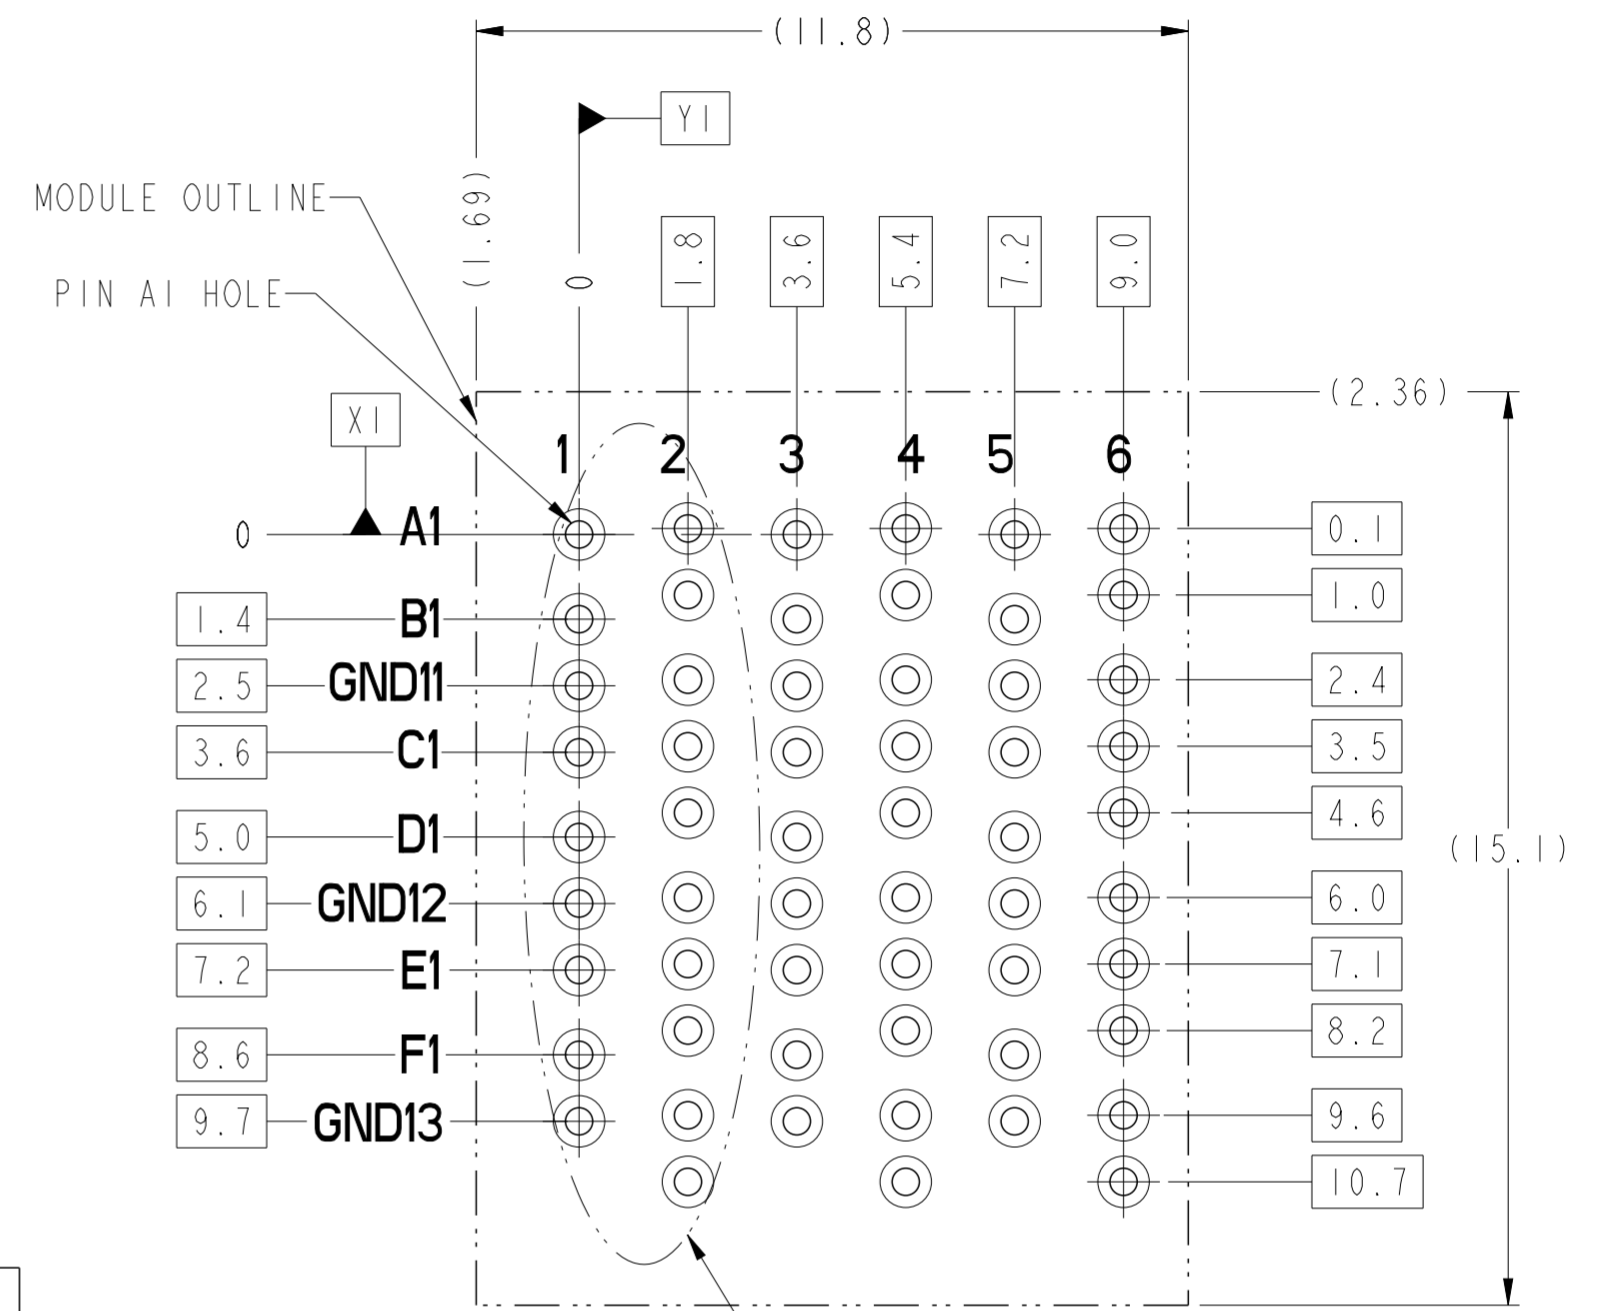 (11.8)
Y1
MODULE OUTLINE
(1.69)
0
1.8
3.6
5.4
7.2
9.0
PIN A1 HOLE
(2.36)
X1
1 2 3 4 5 6
0 A1 0.1
1.0
1.4 B1
2.5 GND11 2.4
3.6 C1 3.5
4.6
5.0 D1
(15.1)
6.1 GND12 6.0
7.2 E1 7.1
8.2
8.6 F1
9.7 GND13 9.6
10.7